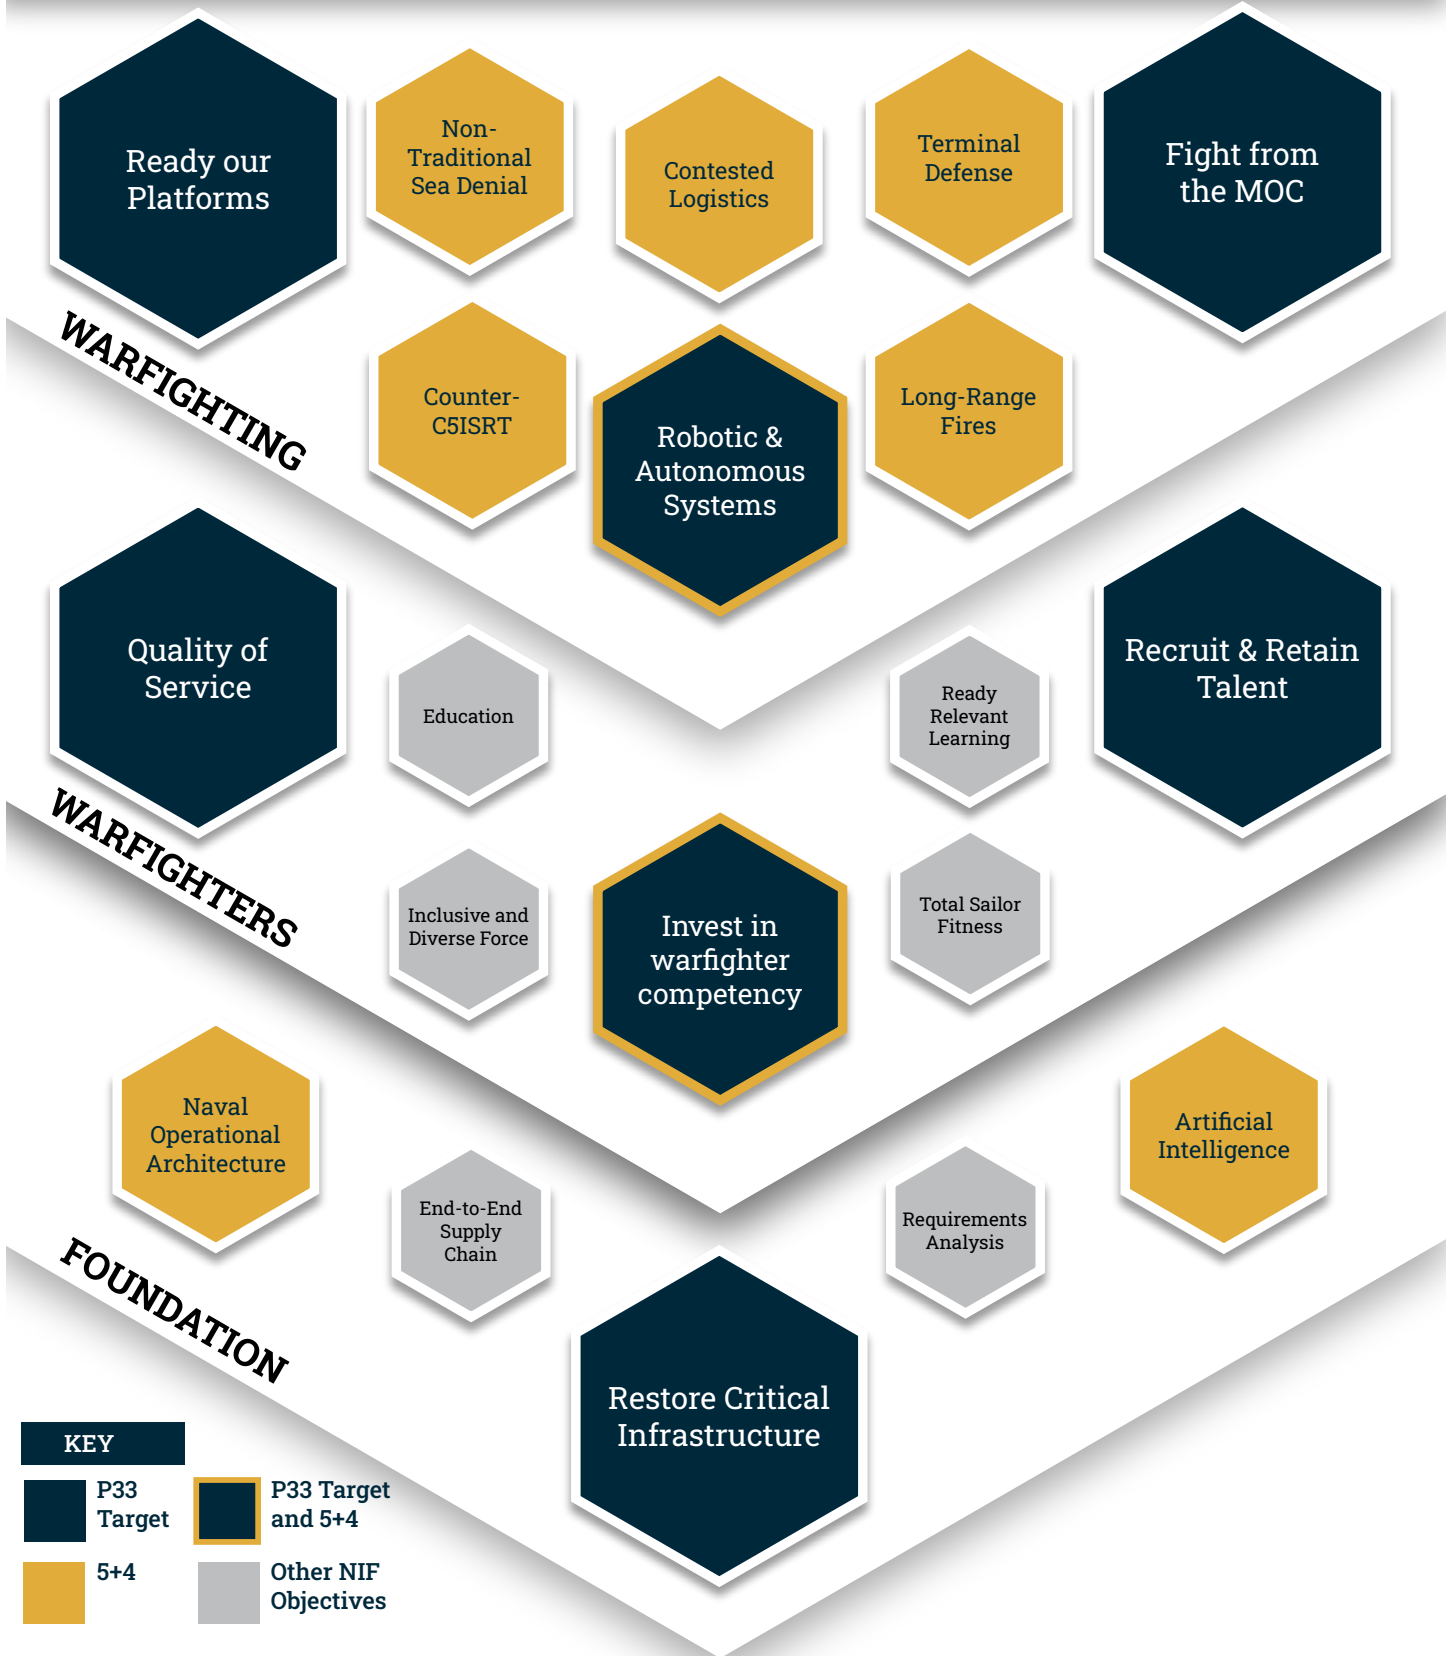 Ready our
Platforms
Non-
Traditional
Sea Denial
Contested
Logistics
Terminal
Defense
Fight from
the MOC
Counter-
C5ISRT
Robotic &
Autonomous
Systems
Long-Range
Fires
WARFIGHTING
Quality of
Service
Education
Ready
Relevant
Learning
Recruit & Retain
Talent
Inclusive and
Diverse Force
Invest in
warfighter
competency
Total Sailor
Fitness
WARFIGHTERS
Naval
Operational
Architecture
End-to-End
Supply
Chain
Requirements
Analysis
Artificial
Intelligence
Restore Critical
Infrastructure
FOUNDATION
KEY
P33
Target
P33 Target
and 5+4
5+4
Other NIF
Objectives